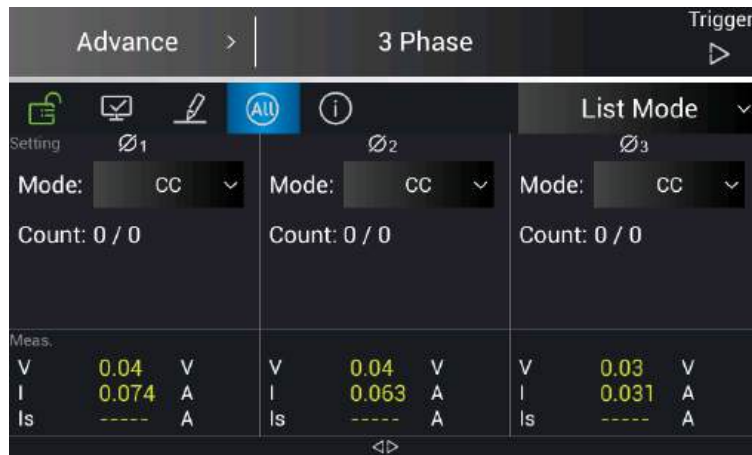 Advance > 3 Phase Trigger
All i List Mode
Setting Ø1 Ø2 Ø3
Mode: CC Mode: CC Mode: CC
Count: 0 / 0 Count: 0 / 0 Count: 0 / 0
Meas.
V 0.04 V V 0.04 V V 0.03 V
I 0.074 A I 0.063 A I 0.031 A
Is ----- A Is ----- A Is ----- A